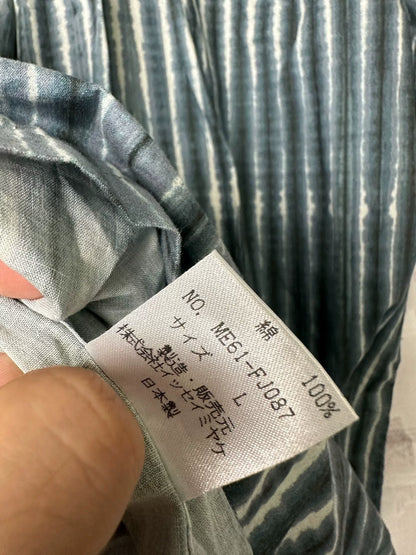 綿 100%
NO. ME61-FJ087
サイズ L
製造・販売元
株式会社イッセイミヤケ
日本製